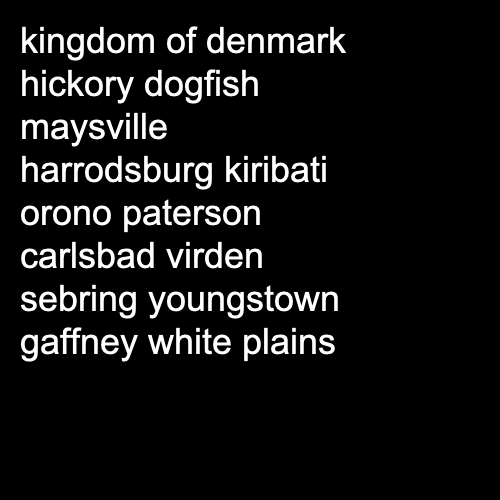 kingdom of denmark
hickory dogfish
maysville
harrodsburg kiribati
orono paterson
carlsbad virden
sebring youngstown
gaffney white plains